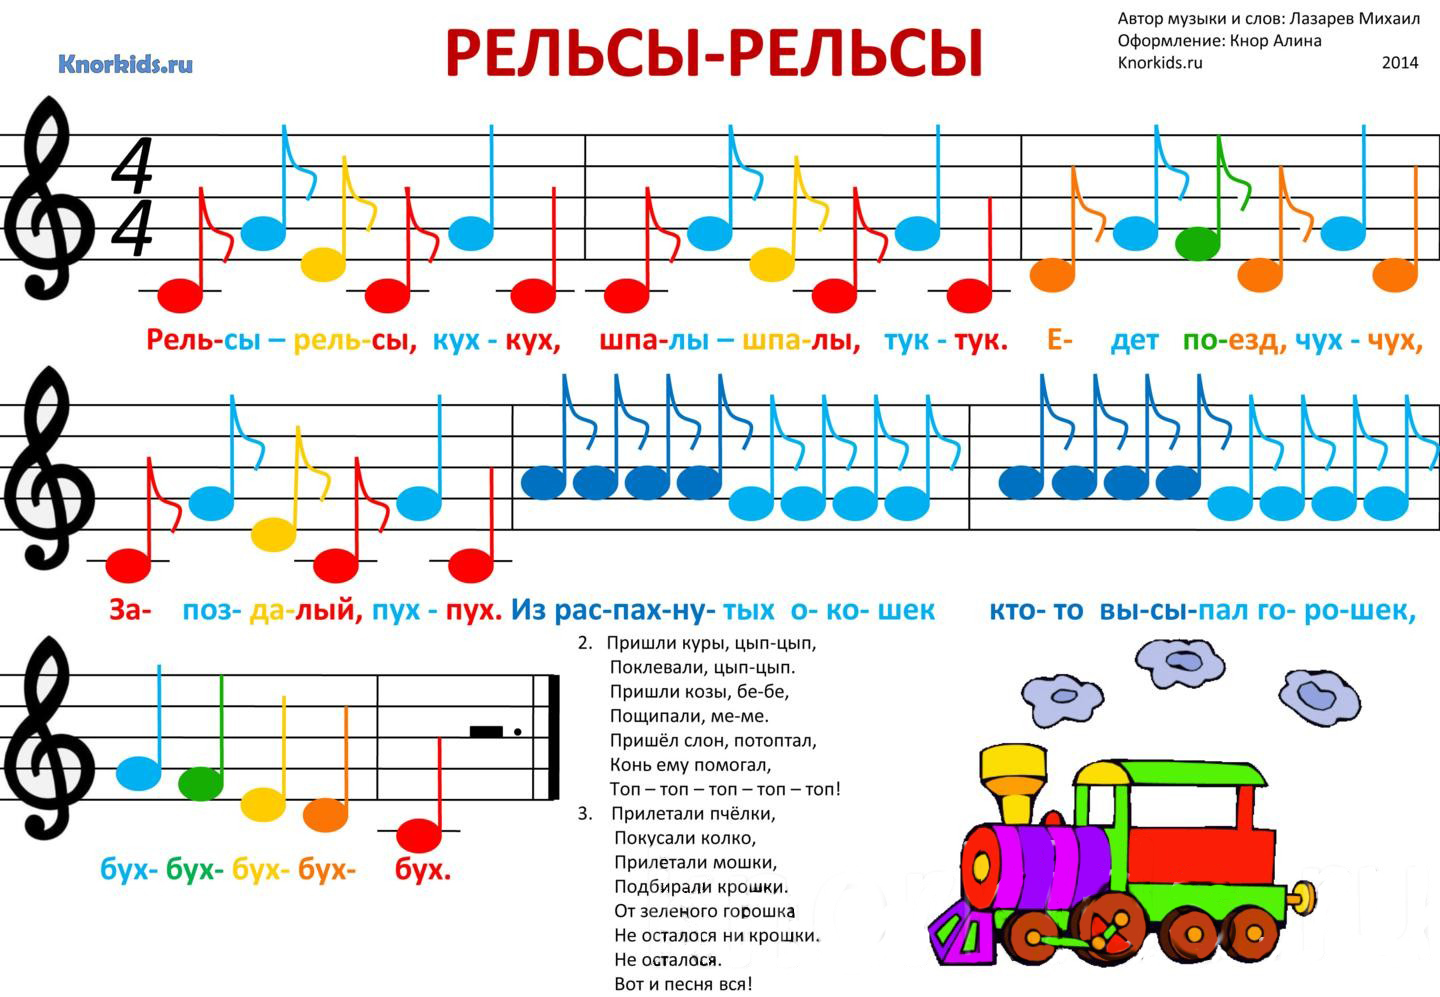 Knorkids.ru
РЕЛЬСЫ-РЕЛЬСЫ
Автор музыки и слов: Лазарев Михаил
Оформление: Кнор Алина
Knorkids.ru 2014
4
4
Рель-сы – рель-сы, кух - кух, шпа-лы – шпа-лы, тук - тук. Е- дет по-езд, чух - чух,
За- поз- да-лый, пух - пух. Из рас-пах-ну- тых о- ко- шек кто- то вы-сы-пал го- ро-шек,
бух- бух- бух- бух- бух.
2. Пришли куры, цып-цып,
Поклевали, цып-цып.
Пришли козы, бе-бе,
Пощипали, ме-ме.
Пришёл слон, потоптал,
Конь ему помогал,
Топ – топ – топ – топ – топ!
3. Прилетали пчёлки,
Покусали колко,
Прилетали мошки,
Подбирали крошки.
От зеленого горошка
Не осталося ни крошки.
Не осталося.
Вот и песня вся!